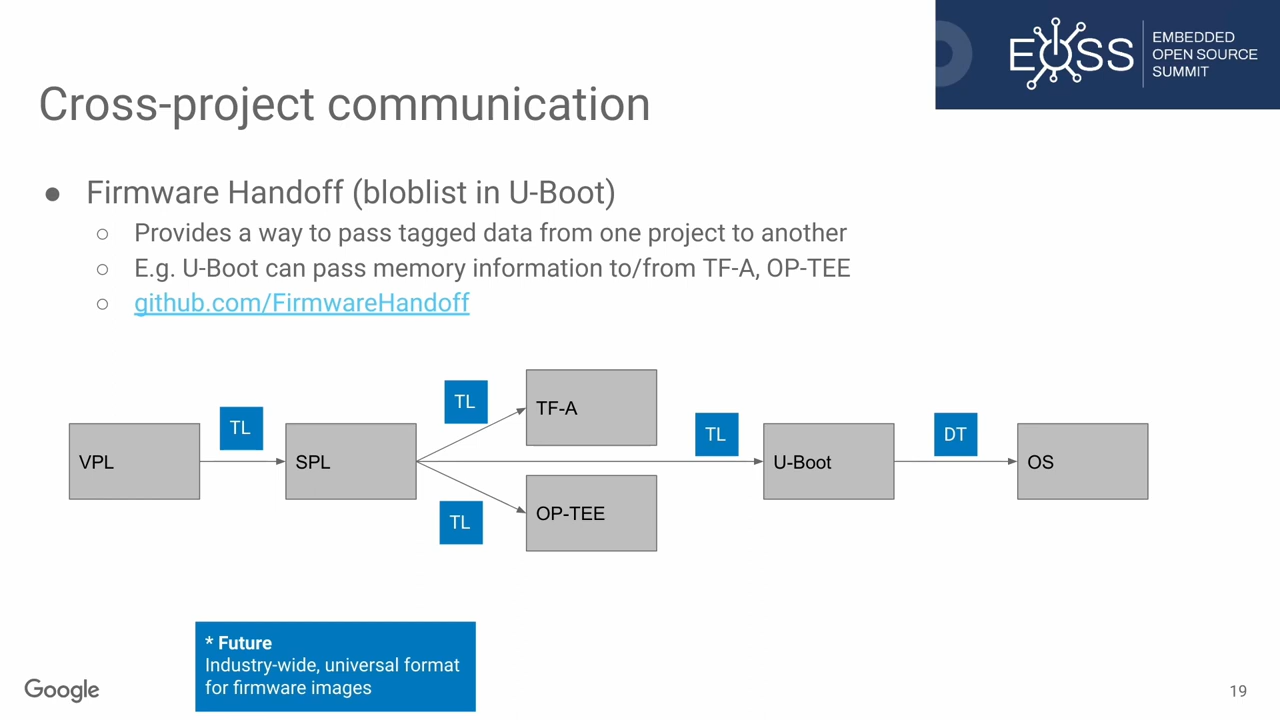 EOSS
EMBEDDED
OPEN SOURCE
SUMMIT
Cross-project communication
● Firmware Handoff (bloblist in U-Boot)
○ Provides a way to pass tagged data from one project to another
○ E.g. U-Boot can pass memory information to/from TF-A, OP-TEE
○ github.com/FirmwareHandoff
VPL
TL
SPL
TL
TF-A
TL
OP-TEE
TL
U-Boot
DT
OS
* Future
Industry-wide, universal format
for firmware images
Google
19